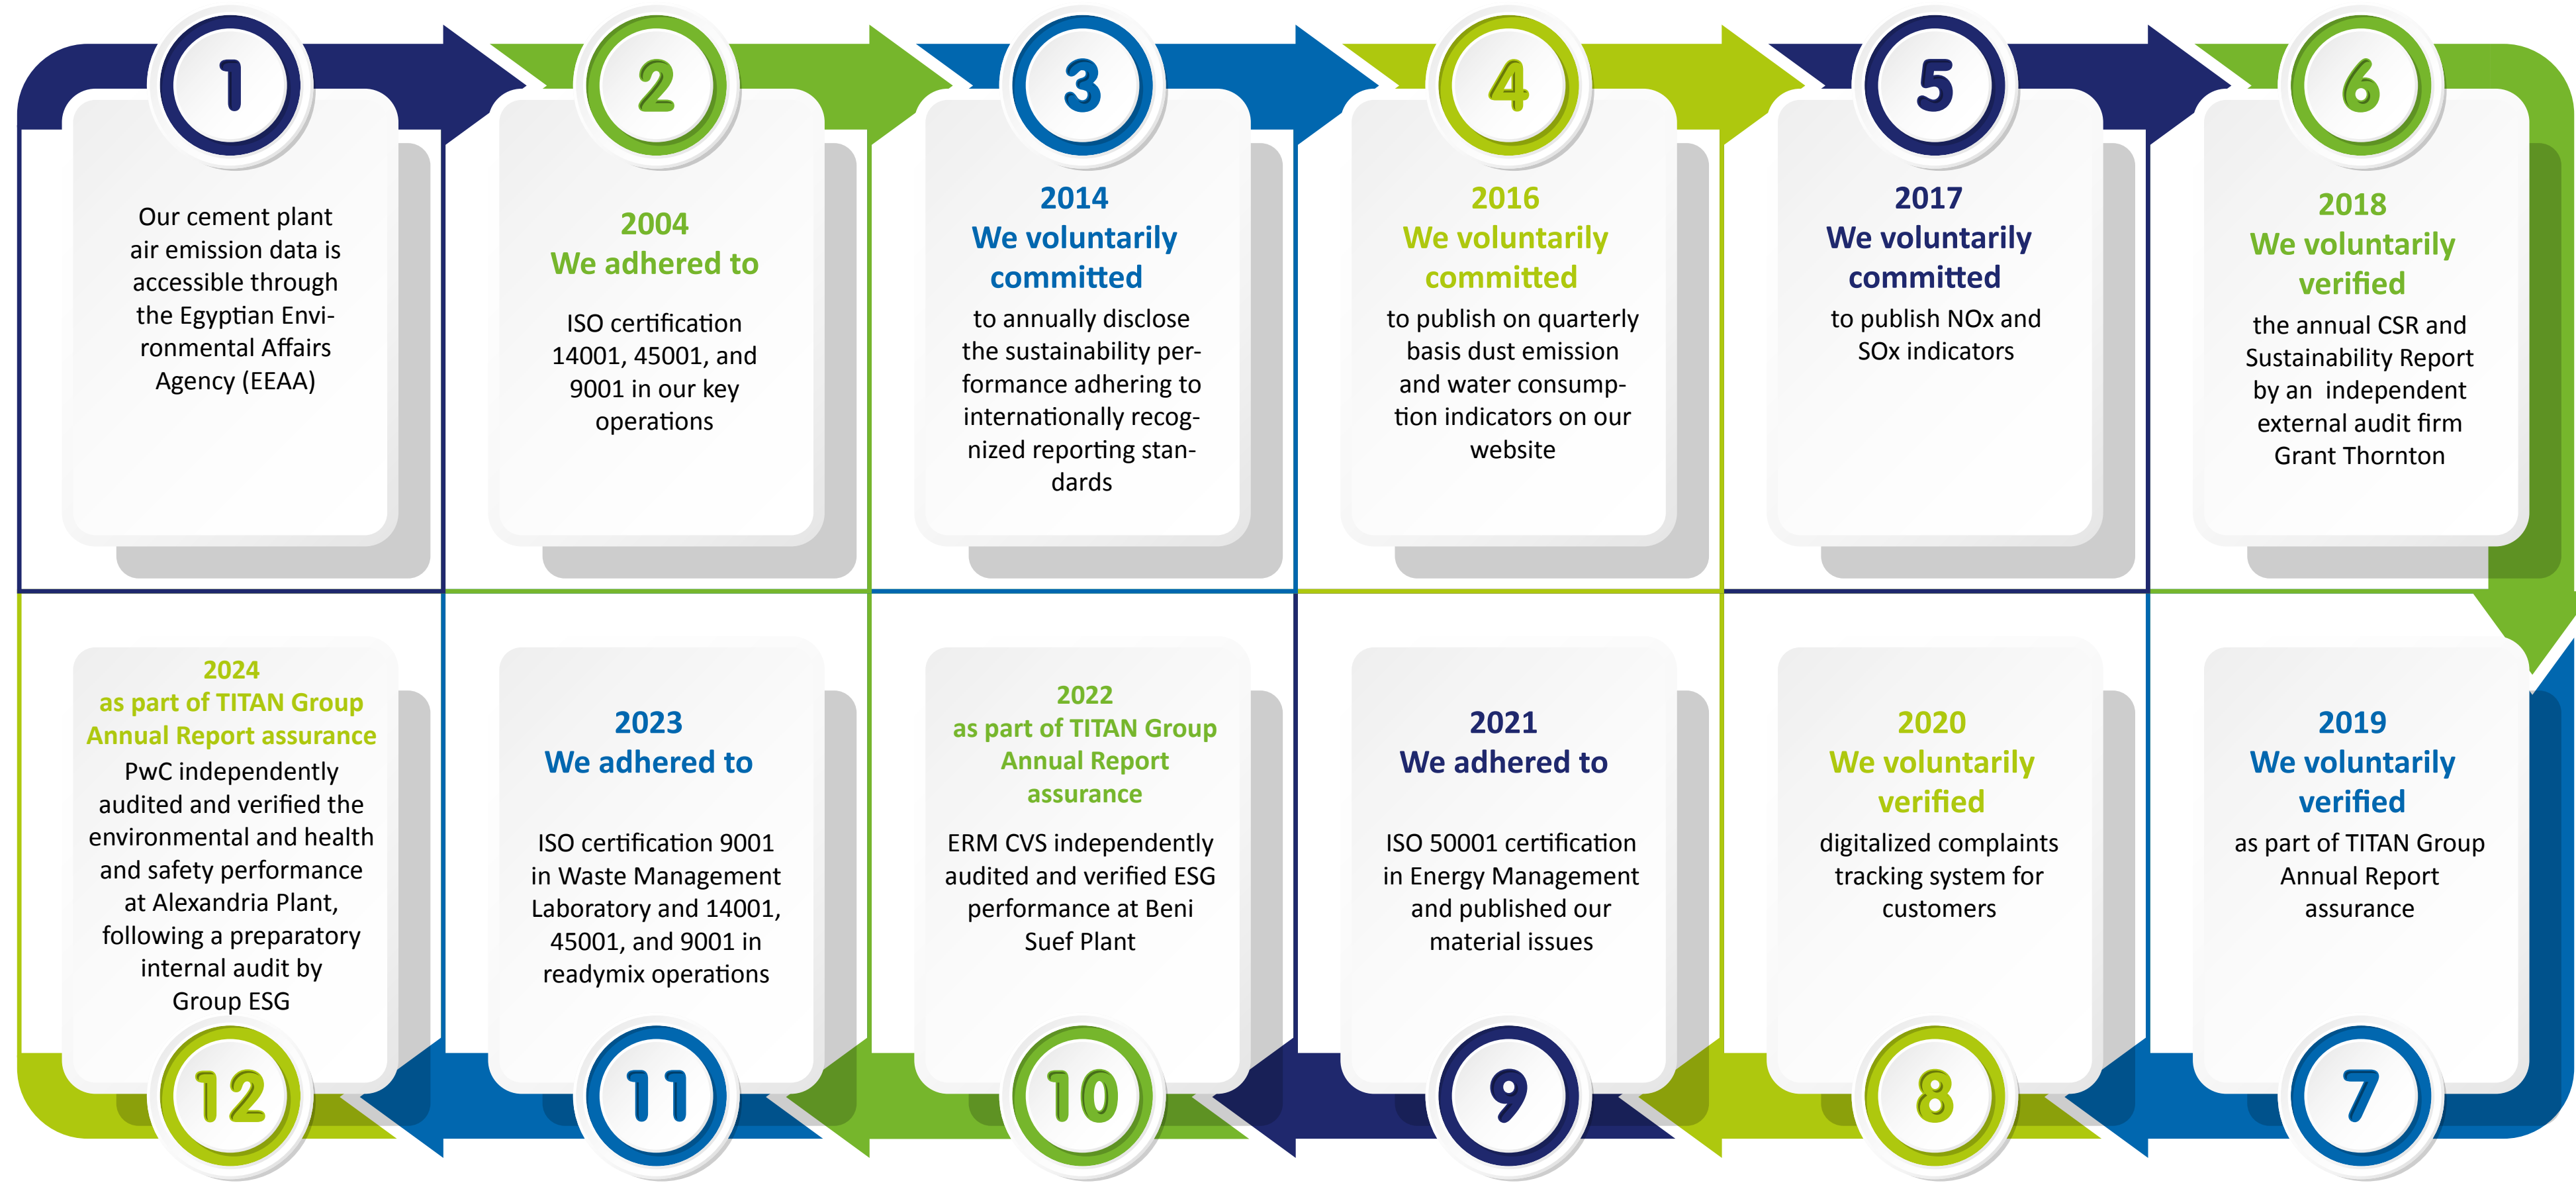 1
Our cement plant
air emission data is
accessible through
the Egyptian Envi-
ronmental Affairs
Agency (EEAA)
2
2004
We adhered to
ISO certification
14001, 45001, and
9001 in our key
operations
3
2014
We voluntarily
committed
to annually disclose
the sustainability per-
formance adhering to
internationally recog-
nized reporting stan-
dards
4
2016
We voluntarily
committed
to publish on quarterly
basis dust emission
and water consump-
tion indicators on our
website
5
2017
We voluntarily
committed
to publish NOx and
SOx indicators
6
2018
We voluntarily
verified
the annual CSR and
Sustainability Report
by an independent
external audit firm
Grant Thornton
2019
We voluntarily
verified
as part of TITAN Group
Annual Report
assurance
7
2020
We voluntarily
verified
digitalized complaints
tracking system for
customers
8
2021
We adhered to
ISO 50001 certification
in Energy Management
and published our
material issues
9
2022
as part of TITAN Group
Annual Report
assurance
ERM CVS independently
audited and verified ESG
performance at Beni
Suef Plant
10
2023
We adhered to
ISO certification 9001
in Waste Management
Laboratory and 14001,
45001, and 9001 in
readymix operations
11
2024
as part of TITAN Group
Annual Report assurance
PwC independently
audited and verified the
environmental and health
and safety performance
at Alexandria Plant,
following a preparatory
internal audit by
Group ESG
12